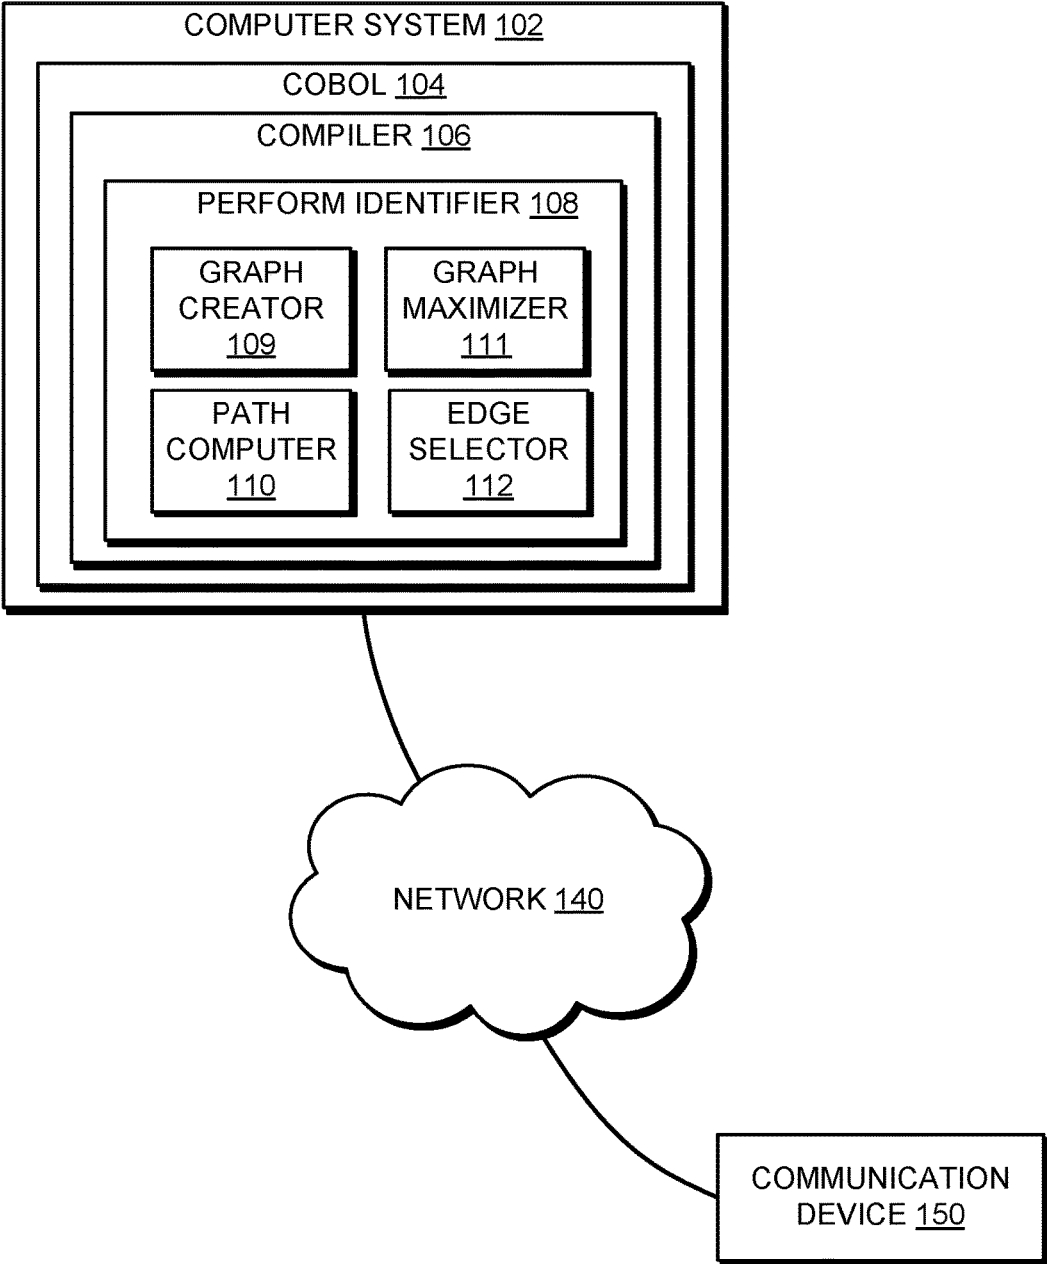 COMPUTER SYSTEM 102
COBOL 104
COMPILER 106
PERFORM IDENTIFIER 108
GRAPH
CREATOR
109
GRAPH
MAXIMIZER
111
PATH
COMPUTER
110
EDGE
SELECTOR
112
NETWORK 140
COMMUNICATION
DEVICE 150